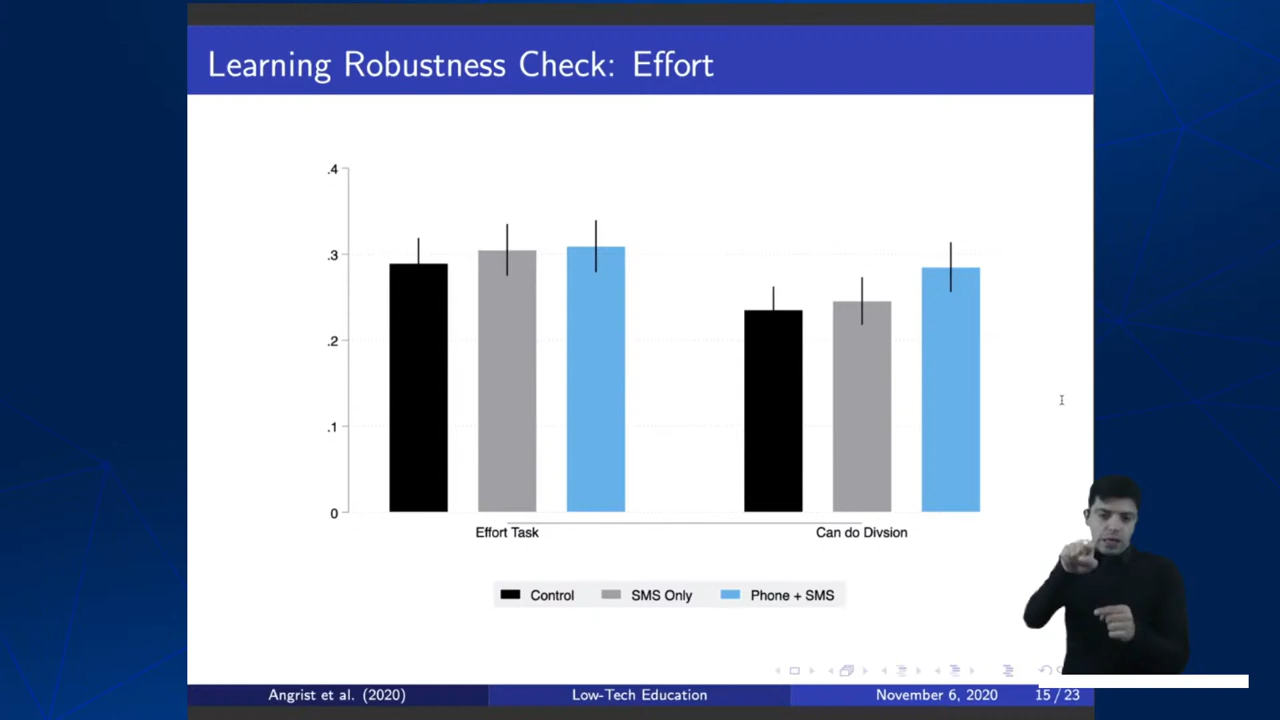 Learning Robustness Check: Effort
.4
.3
.2
.1
0
Effort Task
Can do Divsion
Control
SMS Only
Phone + SMS
Angrist et al. (2020)
Low-Tech Education
November 6, 2020
15 / 23